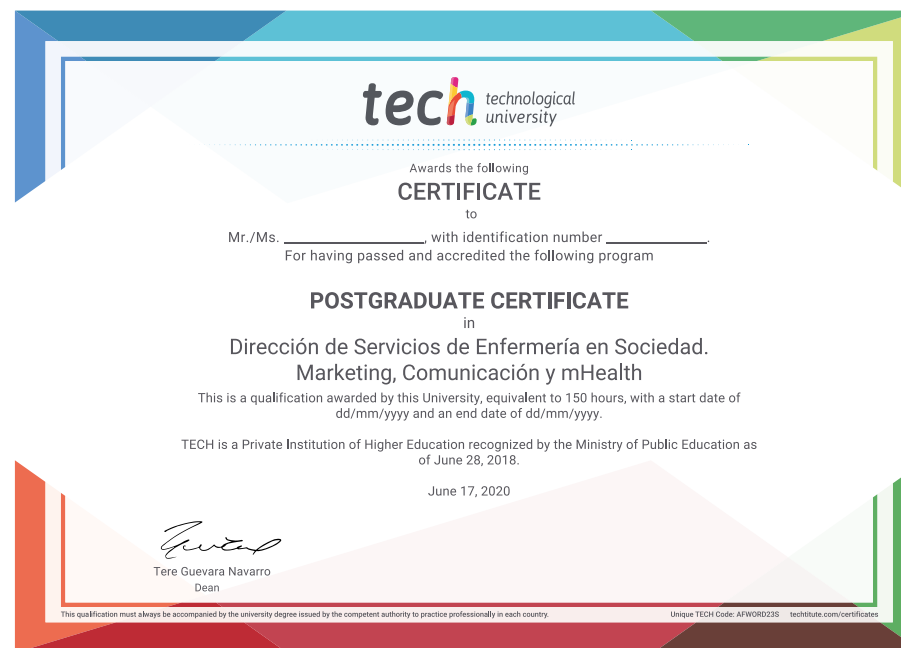 tech technological
university
Awards the following
CERTIFICATE
to
Mr./Ms. ____________, with identification number ____________.
For having passed and accredited the following program
POSTGRADUATE CERTIFICATE
in
Dirección de Servicios de Enfermería en Sociedad.
Marketing, Comunicación y mHealth
This is a qualification awarded by this University, equivalent to 150 hours, with a start date of
dd/mm/yyyy and an end date of dd/mm/yyyy.
TECH is a Private Institution of Higher Education recognized by the Ministry of Public Education as
of June 28, 2018.
June 17, 2020
Tere Guevara Navarro
Dean
This qualification must always be accompanied by the university degree issued by the competent authority to practice professionally in each country.
Unique TECH Code: AFWORD23S techtitute.com/certificates